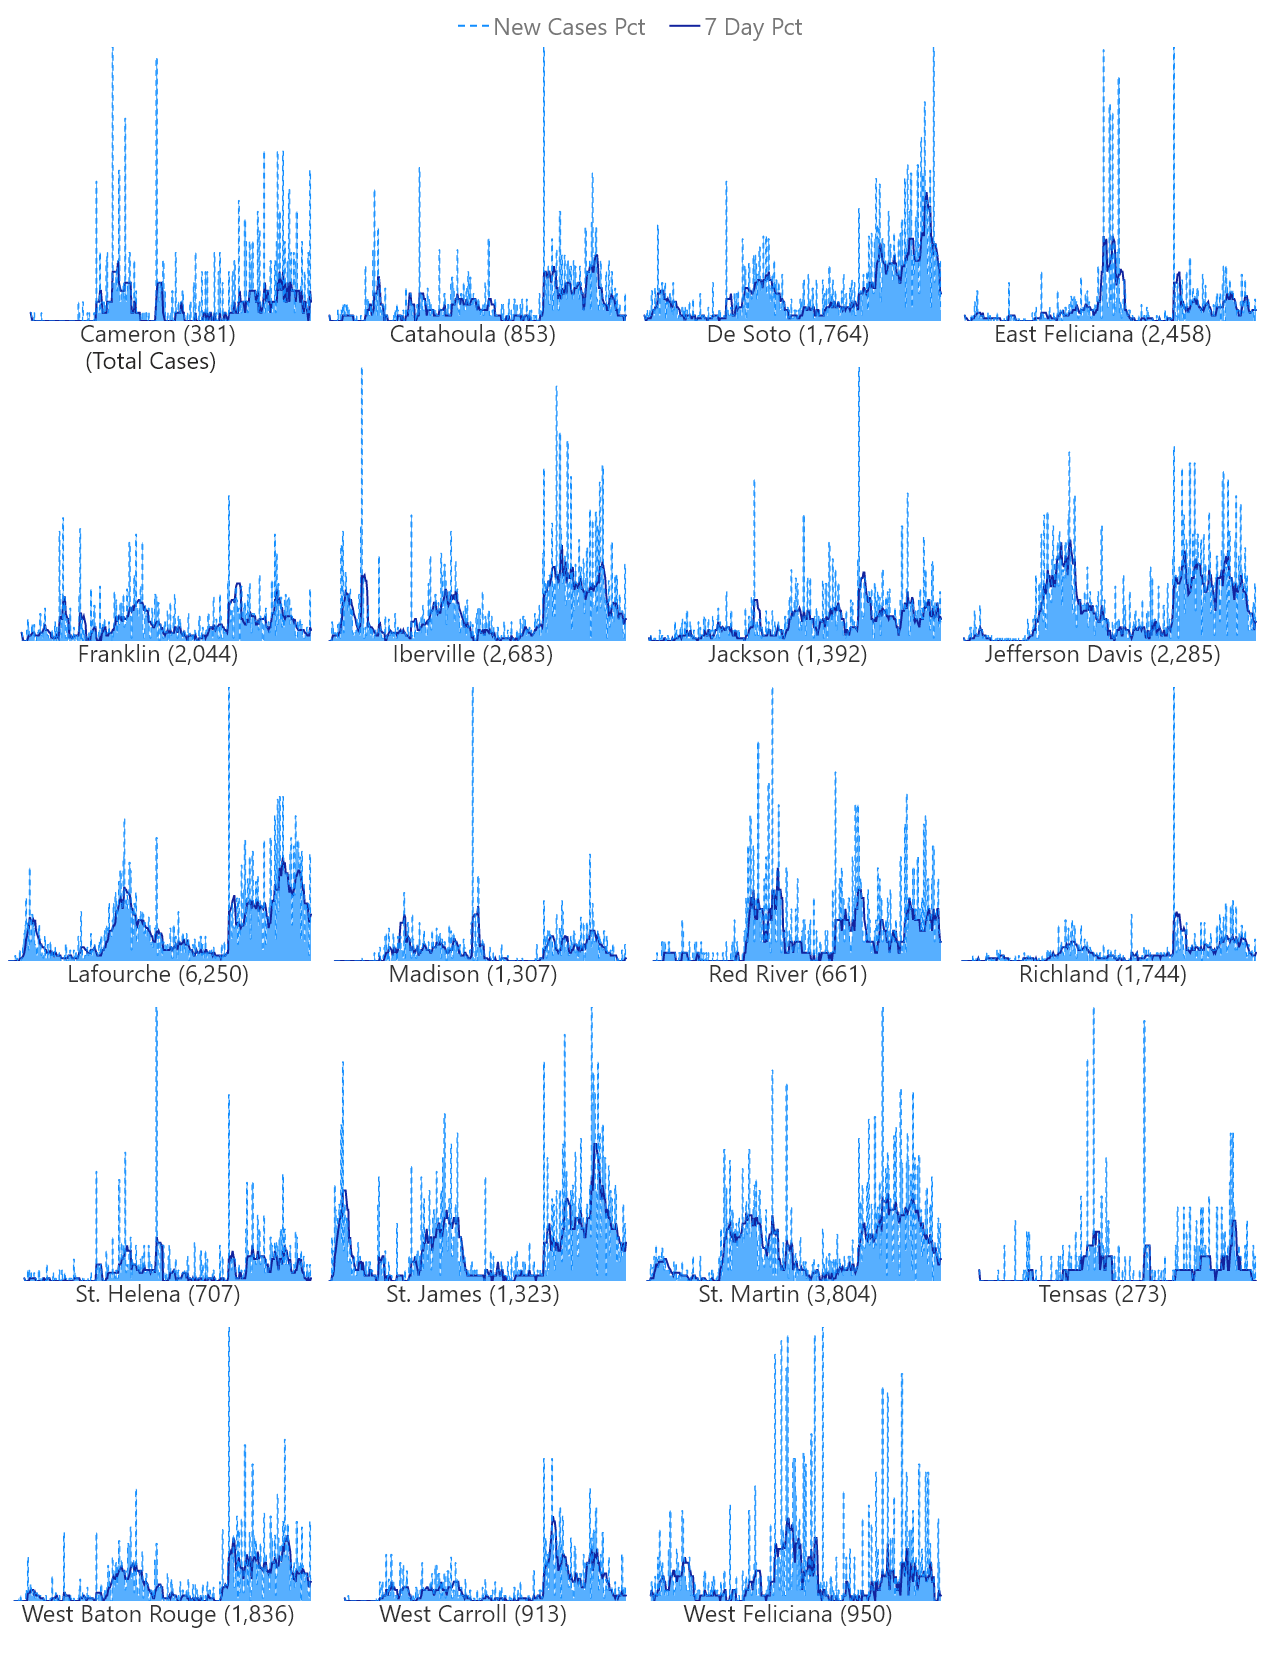 New Cases Pct 7 Day Pct
Cameron (381)
(Total Cases)
Catahoula (853)
De Soto (1,764)
East Feliciana (2,458)
Franklin (2,044)
Iberville (2,683)
Jackson (1,392)
Jefferson Davis (2,285)
Lafourche (6,250)
Madison (1,307)
Red River (661)
Richland (1,744)
St. Helena (707)
St. James (1,323)
St. Martin (3,804)
Tensas (273)
West Baton Rouge (1,836)
West Carroll (913)
West Feliciana (950)